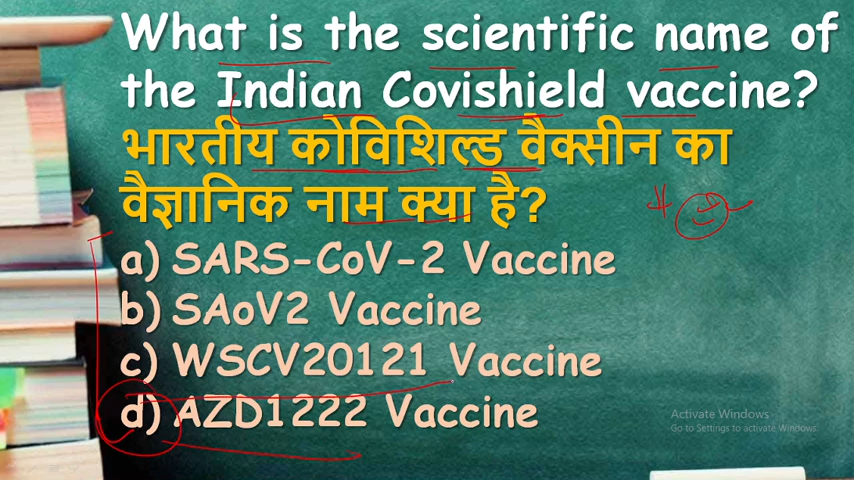 What is the scientific name of
the Indian Covishield vaccine?
भारतीय कोविशिल्ड वैक्सीन का
वैज्ञानिक नाम क्या है?
a) SARS-CoV-2 Vaccine
b) SAoV2 Vaccine
c) WSCV20121 Vaccine
d) AZD1222 Vaccine
Activate Windows
Go to Settings to activate Windows.